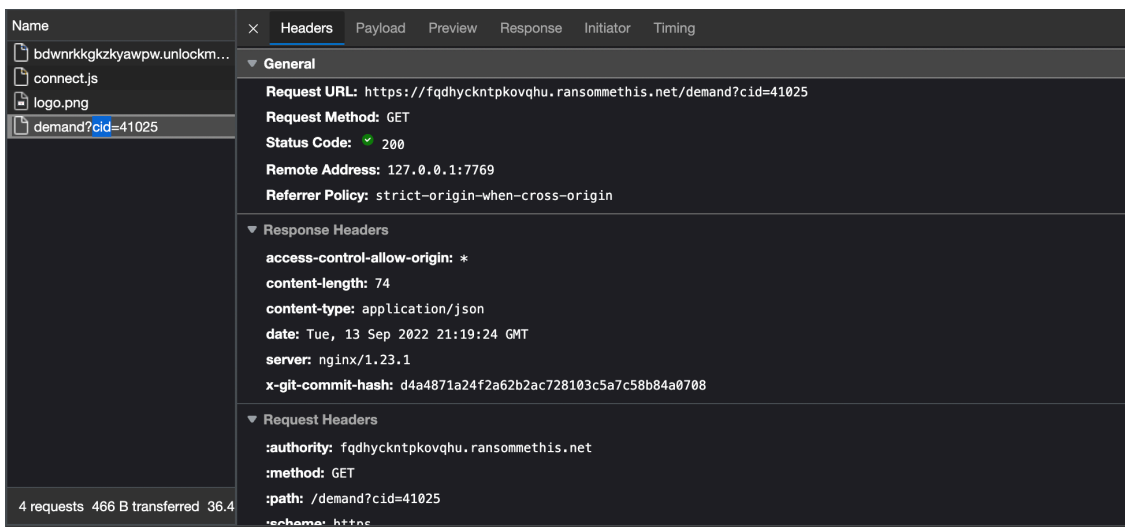 Name
bdwnrkkgkzkyawpw.unlockm...
connect.js
logo.png
demand?cid=41025
4 requests 466 B transferred 36.4
Headers Payload Preview Response Initiator Timing
General
Request URL: https://fqdhyckntpkovqhu.ransommethis.net/demand?cid=41025
Request Method: GET
Status Code: 200
Remote Address: 127.0.0.1:7769
Referrer Policy: strict-origin-when-cross-origin
Response Headers
access-control-allow-origin: *
content-length: 74
content-type: application/json
date: Tue, 13 Sep 2022 21:19:24 GMT
server: nginx/1.23.1
x-git-commit-hash: d4a4871a24f2a62b2ac728103c5a7c58b84a0708
Request Headers
:authority: fqdhyckntpkovqhu.ransommethis.net
:method: GET
:path: /demand?cid=41025
:scheme: https